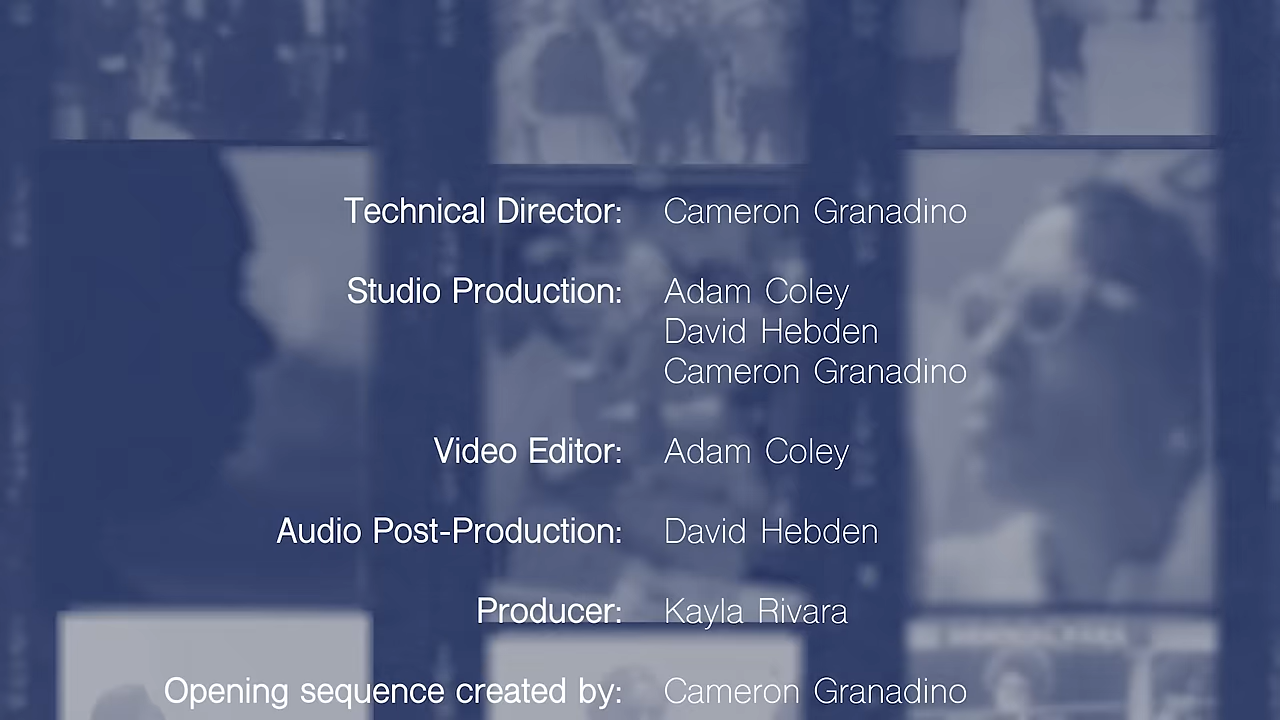 Technical Director: Cameron Granadino
Studio Production: Adam Coley
David Hebden
Cameron Granadino
Video Editor: Adam Coley
Audio Post-Production: David Hebden
Producer: Kayla Rivara
Opening sequence created by: Cameron Granadino